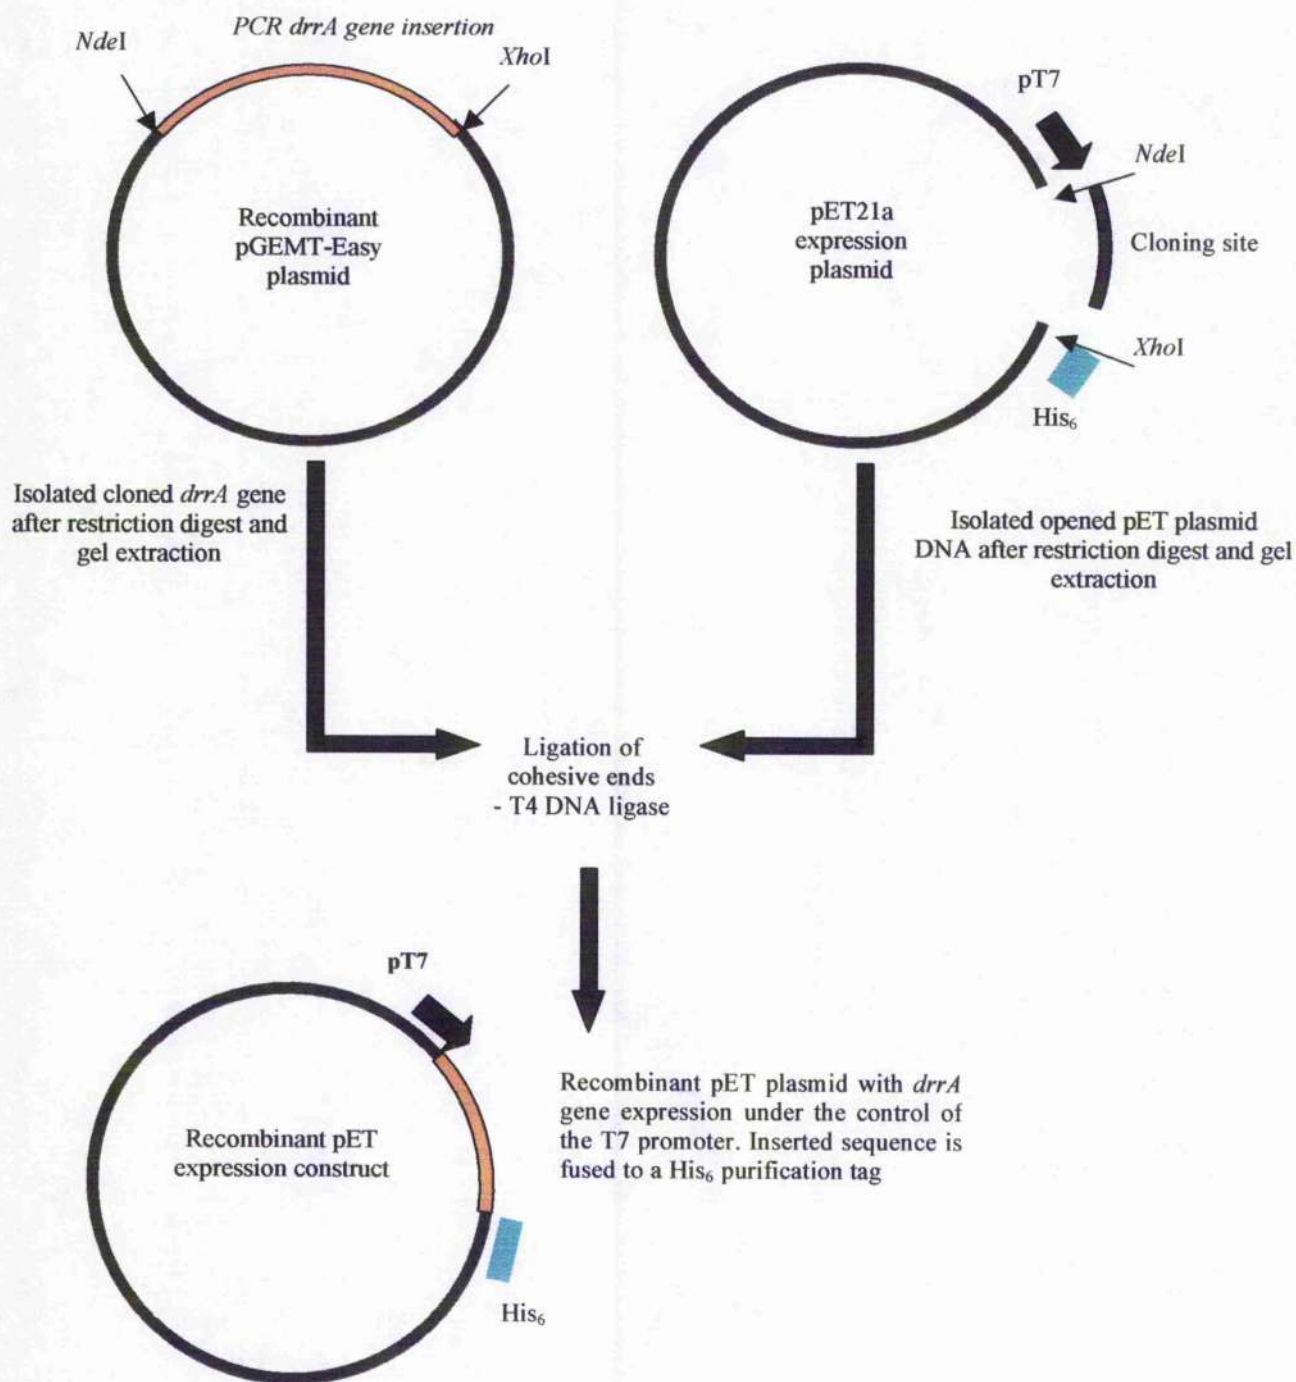 PCR drrA gene insertion
NdeI
XhoI
Recombinant
pGEMT-Easy
plasmid
pT7
NdeI
pET21a
expression
plasmid
Cloning site
XhoI
His₆
Isolated cloned drrA gene
after restriction digest and
gel extraction
Isolated opened pET plasmid
DNA after restriction digest and gel
extraction
Ligation of
cohesive ends
- T4 DNA ligase
pT7
Recombinant pET
expression construct
Recombinant pET plasmid with drrA
gene expression under the control of
the T7 promoter. Inserted sequence is
fused to a His₆ purification tag
His₆